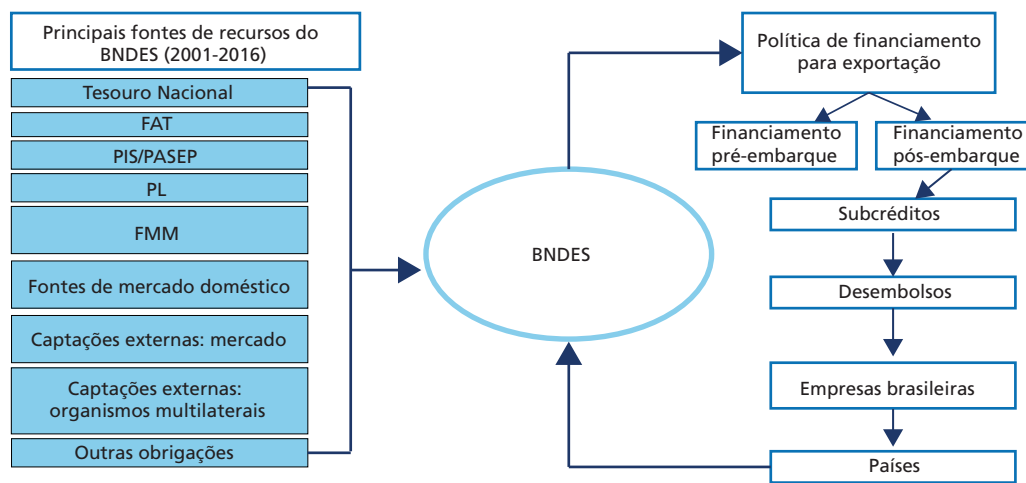 Principais fontes de recursos do
BNDES (2001-2016)
Tesouro Nacional
FAT
PIS/PASEP
PL
FMM
Fontes de mercado doméstico
Captações externas: mercado
Captações externas:
organismos multilaterais
Outras obrigações
BNDES
Política de financiamento
para exportação
Financiamento
pré-embarque
Financiamento
pós-embarque
Subcréditos
Desembolsos
Empresas brasileiras
Países